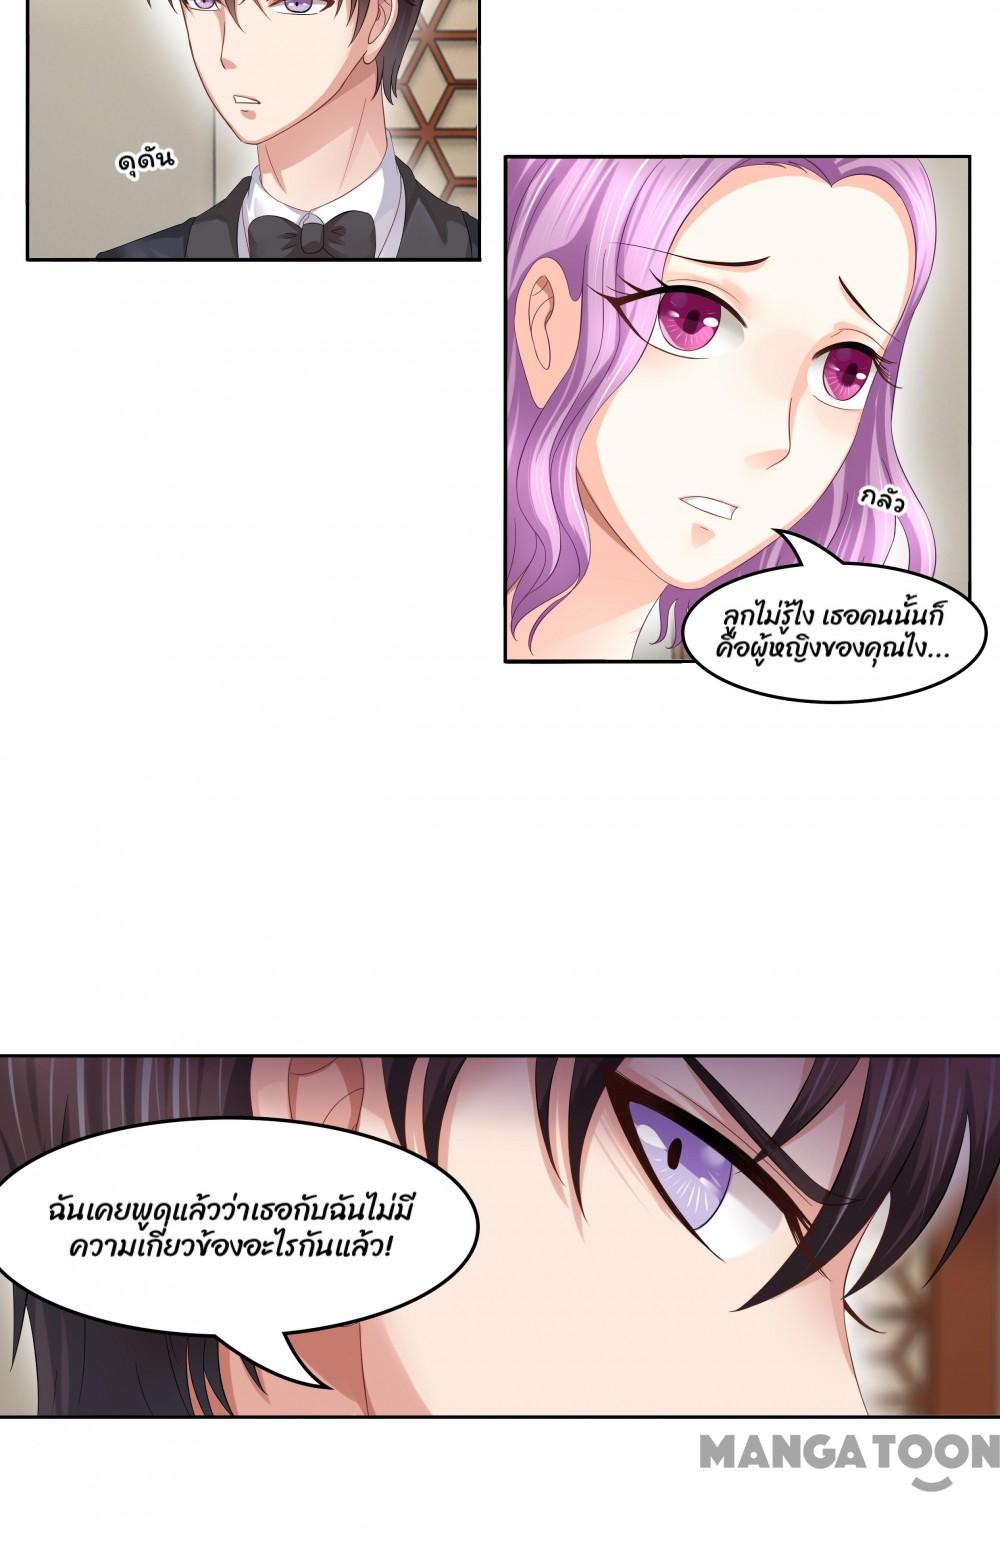 ดุดัน
กลัว
ลูกไม่รู้ไง เธอคนนั้นก็
คือผู้หญิงของคุณไง...
ฉันเคยพูดแล้วว่าเธอกับฉันไม่มี
ความเกี่ยวข้องอะไรกันแล้ว!
MANGATOON